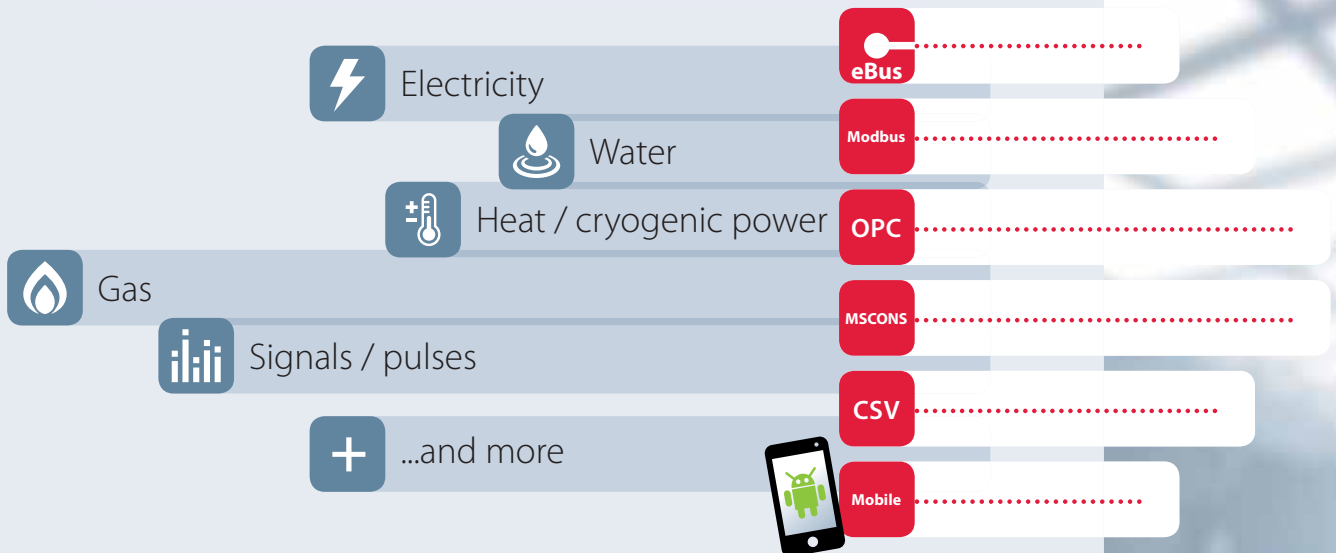 Electricity
Water
Heat / cryogenic power
Gas
Signals / pulses
...and more
eBus
Modbus
OPC
MSCONS
CSV
Mobile